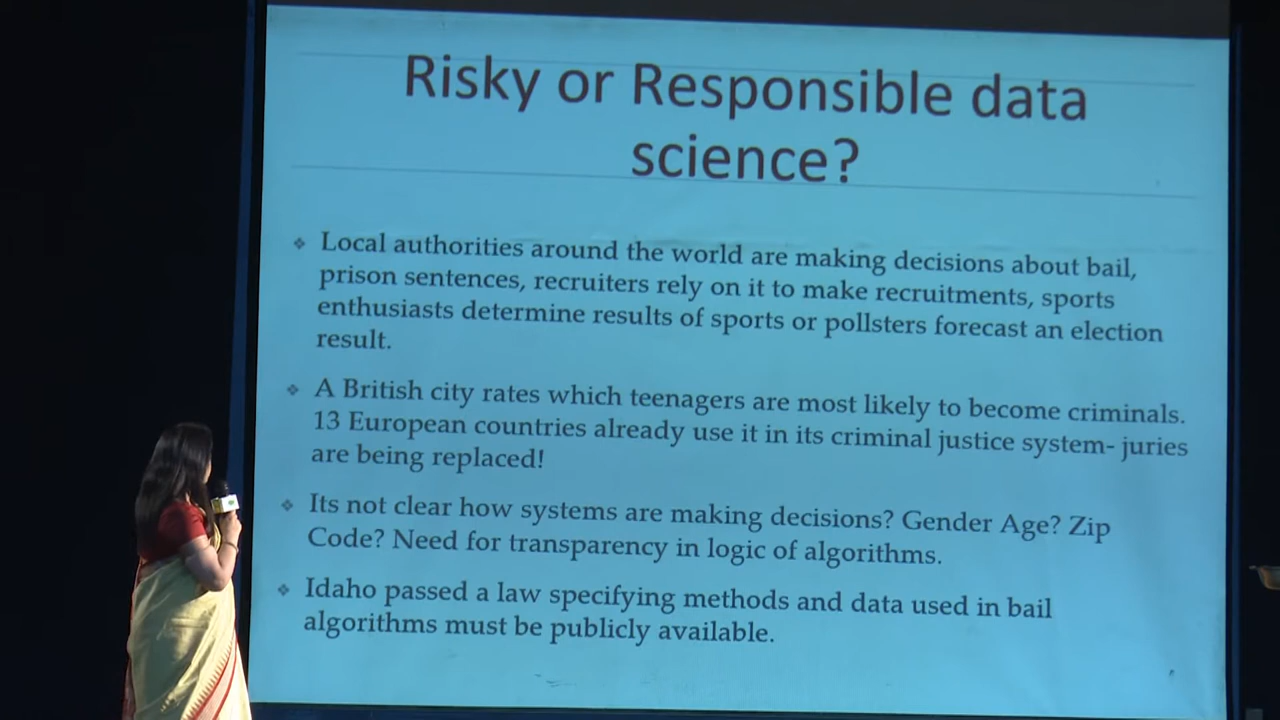 Risky or Responsible data
science?
❖ Local authorities around the world are making decisions about bail,
prison sentences, recruiters rely on it to make recruitments, sports
enthusiasts determine results of sports or pollsters forecast an election
result.
❖ A British city rates which teenagers are most likely to become criminals.
13 European countries already use it in its criminal justice system- juries
are being replaced!
❖ Its not clear how systems are making decisions? Gender Age? Zip
Code? Need for transparency in logic of algorithms.
❖ Idaho passed a law specifying methods and data used in bail
algorithms must be publicly available.